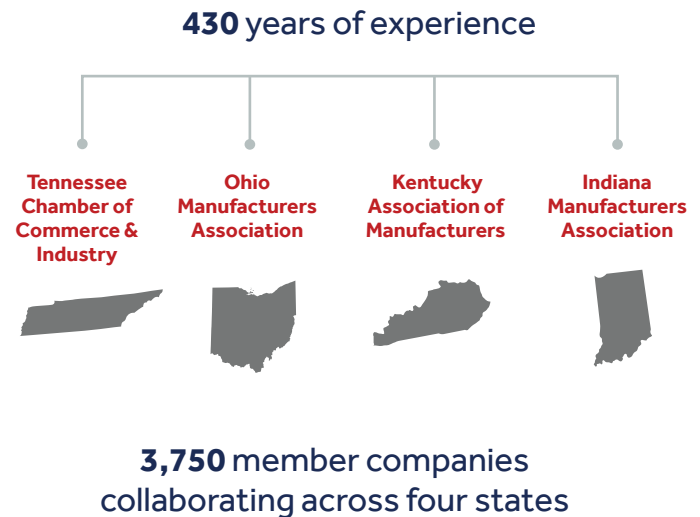 430 years of experience
Tennessee
Chamber of
Commerce &
Industry
Ohio
Manufacturers
Association
Kentucky
Association of
Manufacturers
Indiana
Manufacturers
Association
3,750 member companies
collaborating across four states